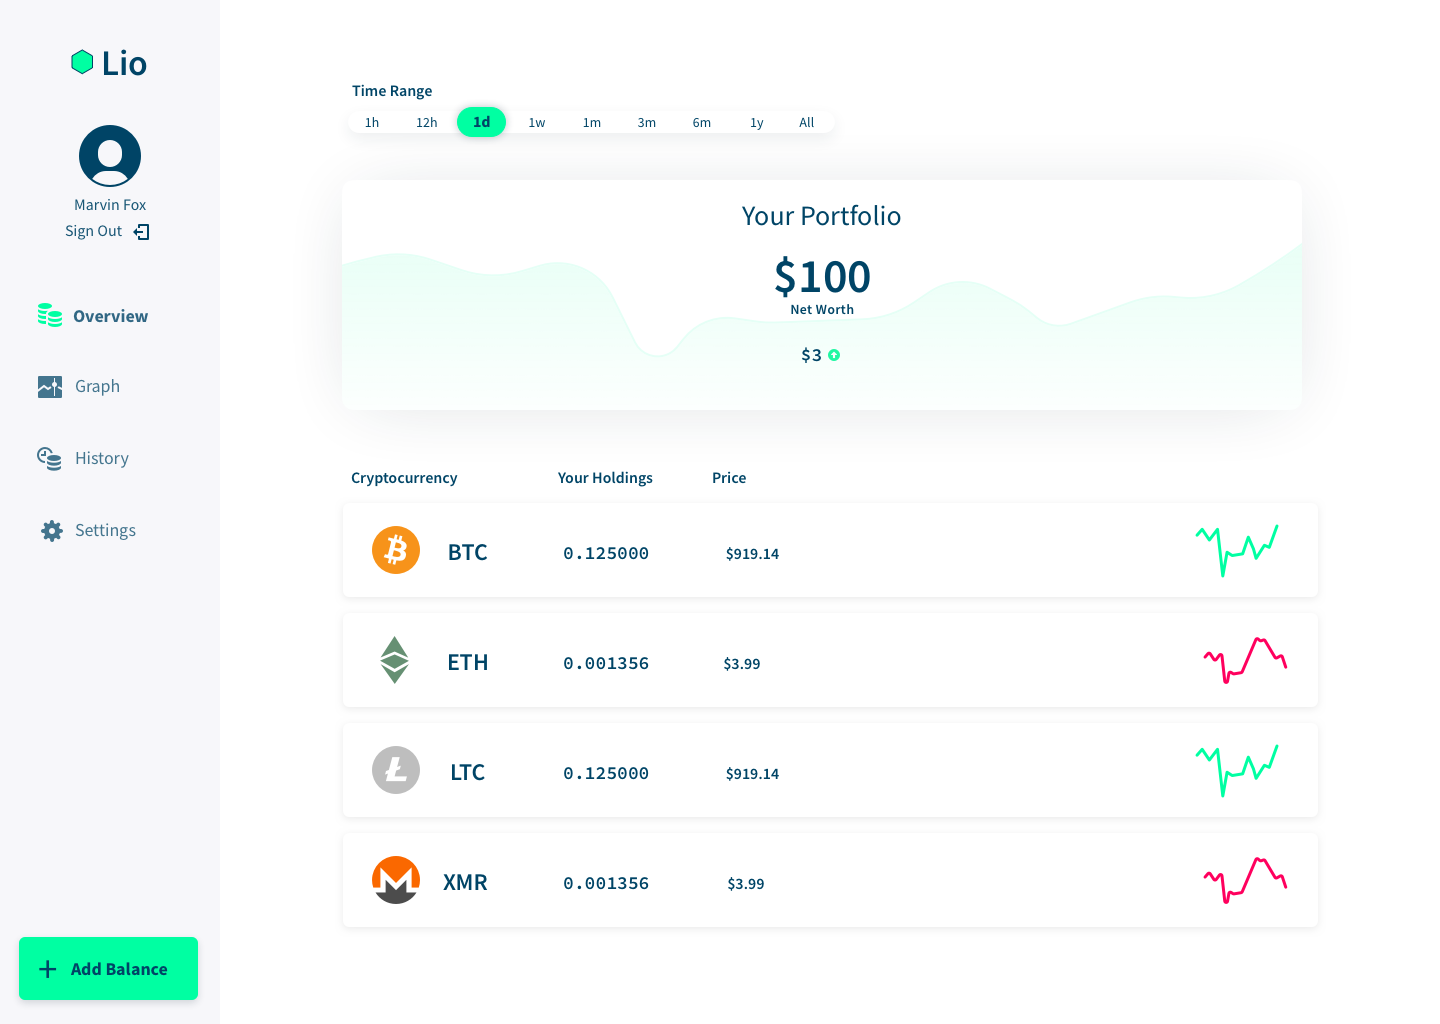 Lio
Marvin Fox
Sign Out
Overview
Graph
History
Settings
Add Balance
Time Range
1h 12h 1d 1w 1m 3m 6m 1y All
Your Portfolio
$100
Net Worth
$3
Cryptocurrency Your Holdings Price
BTC 0.125000 $919.14
ETH 0.001356 $3.99
LTC 0.125000 $919.14
XMR 0.001356 $3.99